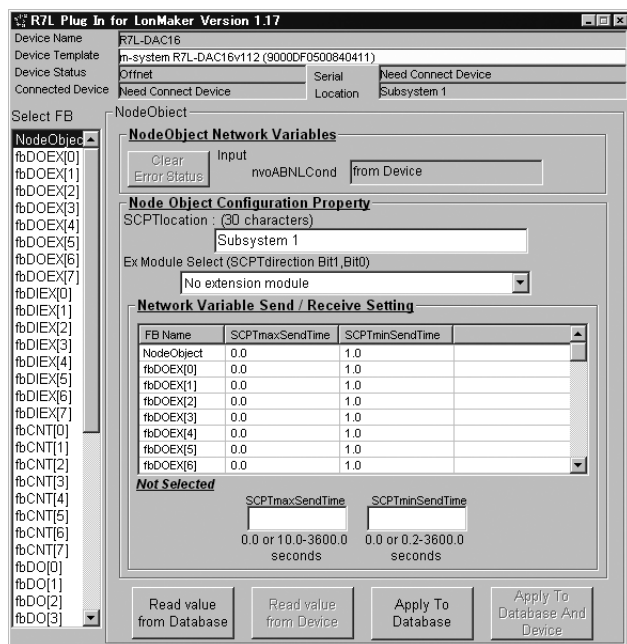 R7L Plug In for LonMaker Version 1.17
Device Name R7L-DAC16
Device Template m-system R7L-DAC16v112 (9000DF0500840411)
Device Status Offnet Serial Need Connect Device
Connected Device Need Connect Device Location Subsystem 1
Select FB
NodeObjec
fbDOEX[0]
fbDOEX[1]
fbDOEX[2]
fbDOEX[3]
fbDOEX[4]
fbDOEX[5]
fbDOEX[6]
fbDOEX[7]
fbDIEX[0]
fbDIEX[1]
fbDIEX[2]
fbDIEX[3]
fbDIEX[4]
fbDIEX[5]
fbDIEX[6]
fbDIEX[7]
fbCNT[0]
fbCNT[1]
fbCNT[2]
fbCNT[3]
fbCNT[4]
fbCNT[5]
fbCNT[6]
fbCNT[7]
fbDO[0]
fbDO[1]
fbDO[2]
fbDO[3]
NodeObject
NodeObject Network Variables
Clear
Error Status
Input
nvoABNLCond from Device
Node Object Configuration Property
SCPTlocation : (30 characters)
Subsystem 1
Ex Module Select (SCPTdirection Bit1,Bit0)
No extension module
Network Variable Send / Receive Setting
FB Name SCPTmaxSendTime SCPTminSendTime
NodeObject 0.0 1.0
fbDOEX[0] 0.0 1.0
fbDOEX[1] 0.0 1.0
fbDOEX[2] 0.0 1.0
fbDOEX[3] 0.0 1.0
fbDOEX[4] 0.0 1.0
fbDOEX[5] 0.0 1.0
fbDOEX[6] 0.0 1.0
Not Selected
SCPTmaxSendTime SCPTminSendTime
0.0 or 10.0-3600.0 0.0 or 0.2-3600.0
seconds seconds
Read value
from Database
Read value
from Device
Apply To
Database
Apply To
Database And
Device